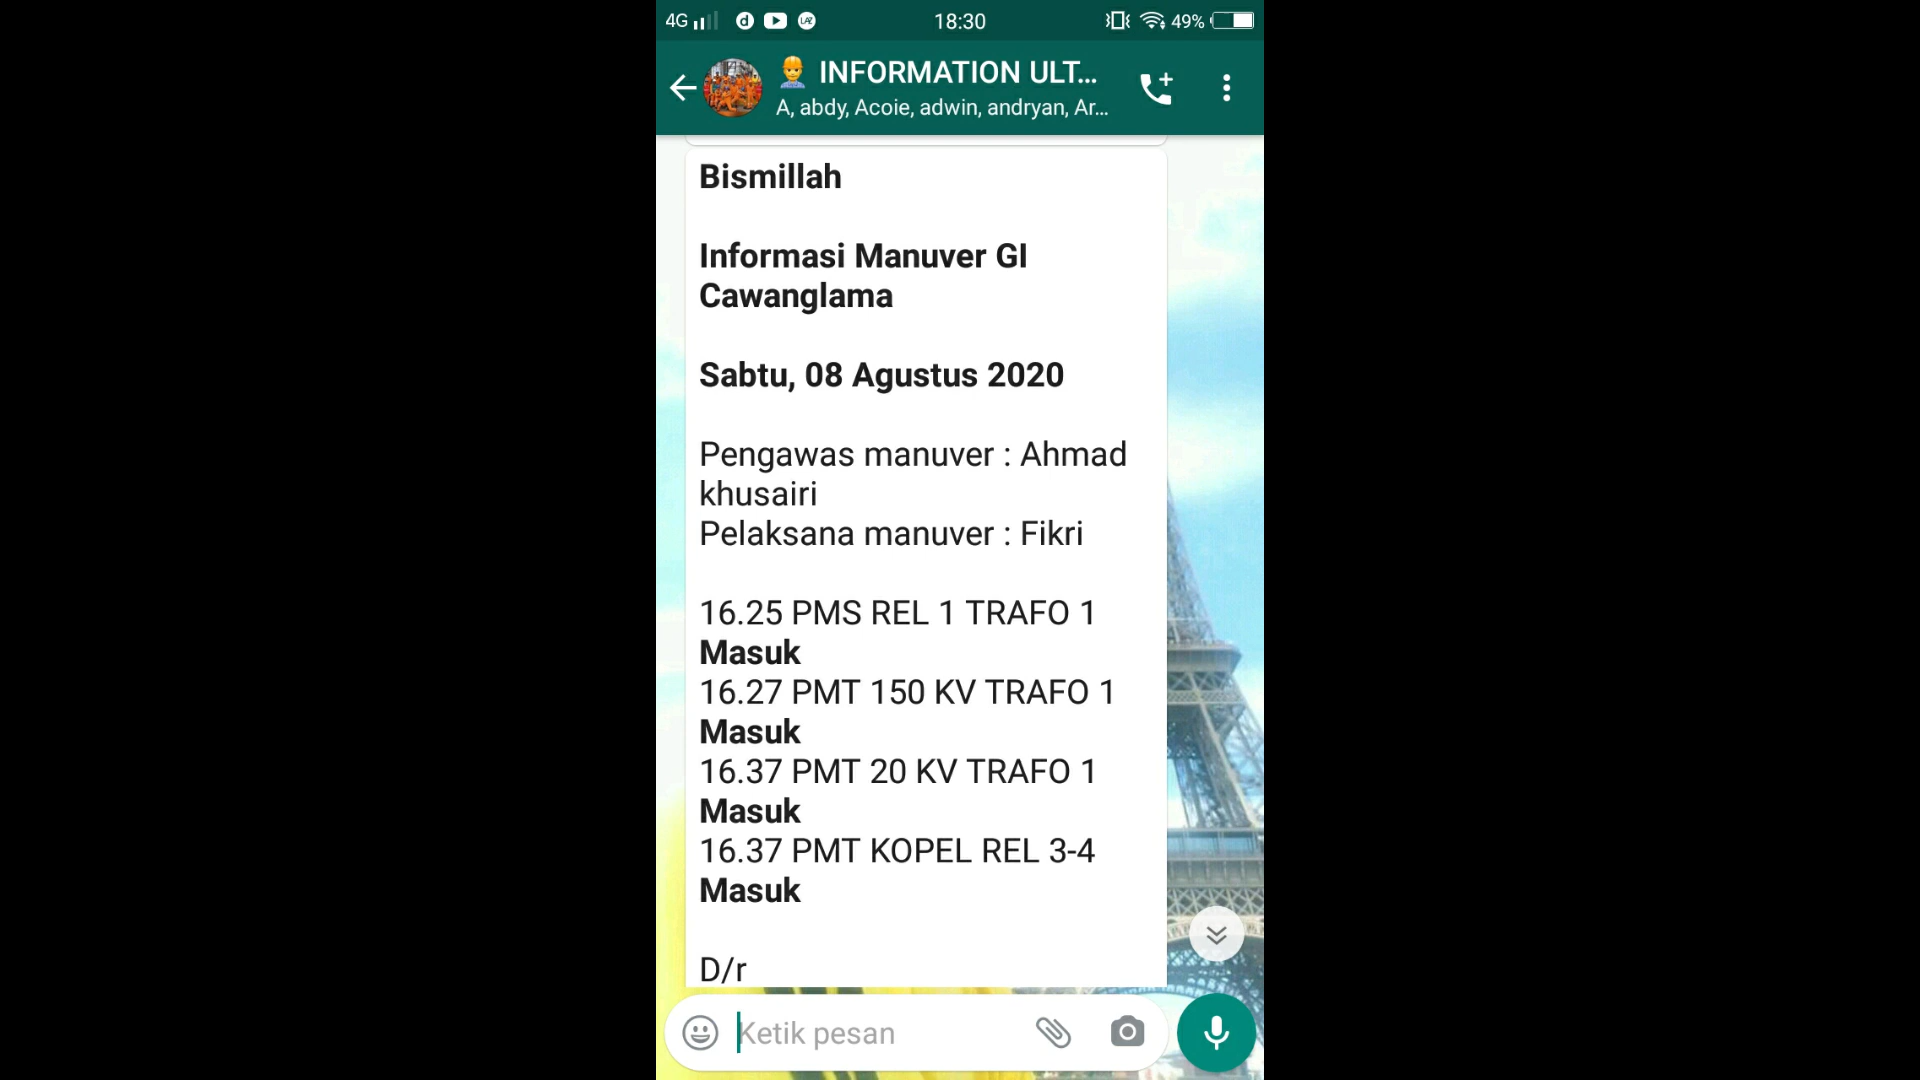 4G 18:30 49%
INFORMATION ULT...
A, abdy, Acoie, adwin, andryan, Ar...
Bismillah
Informasi Manuver GI
Cawanglama
Sabtu, 08 Agustus 2020
Pengawas manuver : Ahmad
khusairi
Pelaksana manuver : Fikri
16.25 PMS REL 1 TRAFO 1
Masuk
16.27 PMT 150 KV TRAFO 1
Masuk
16.37 PMT 20 KV TRAFO 1
Masuk
16.37 PMT KOPEL REL 3-4
Masuk
D/r
Ketik pesan